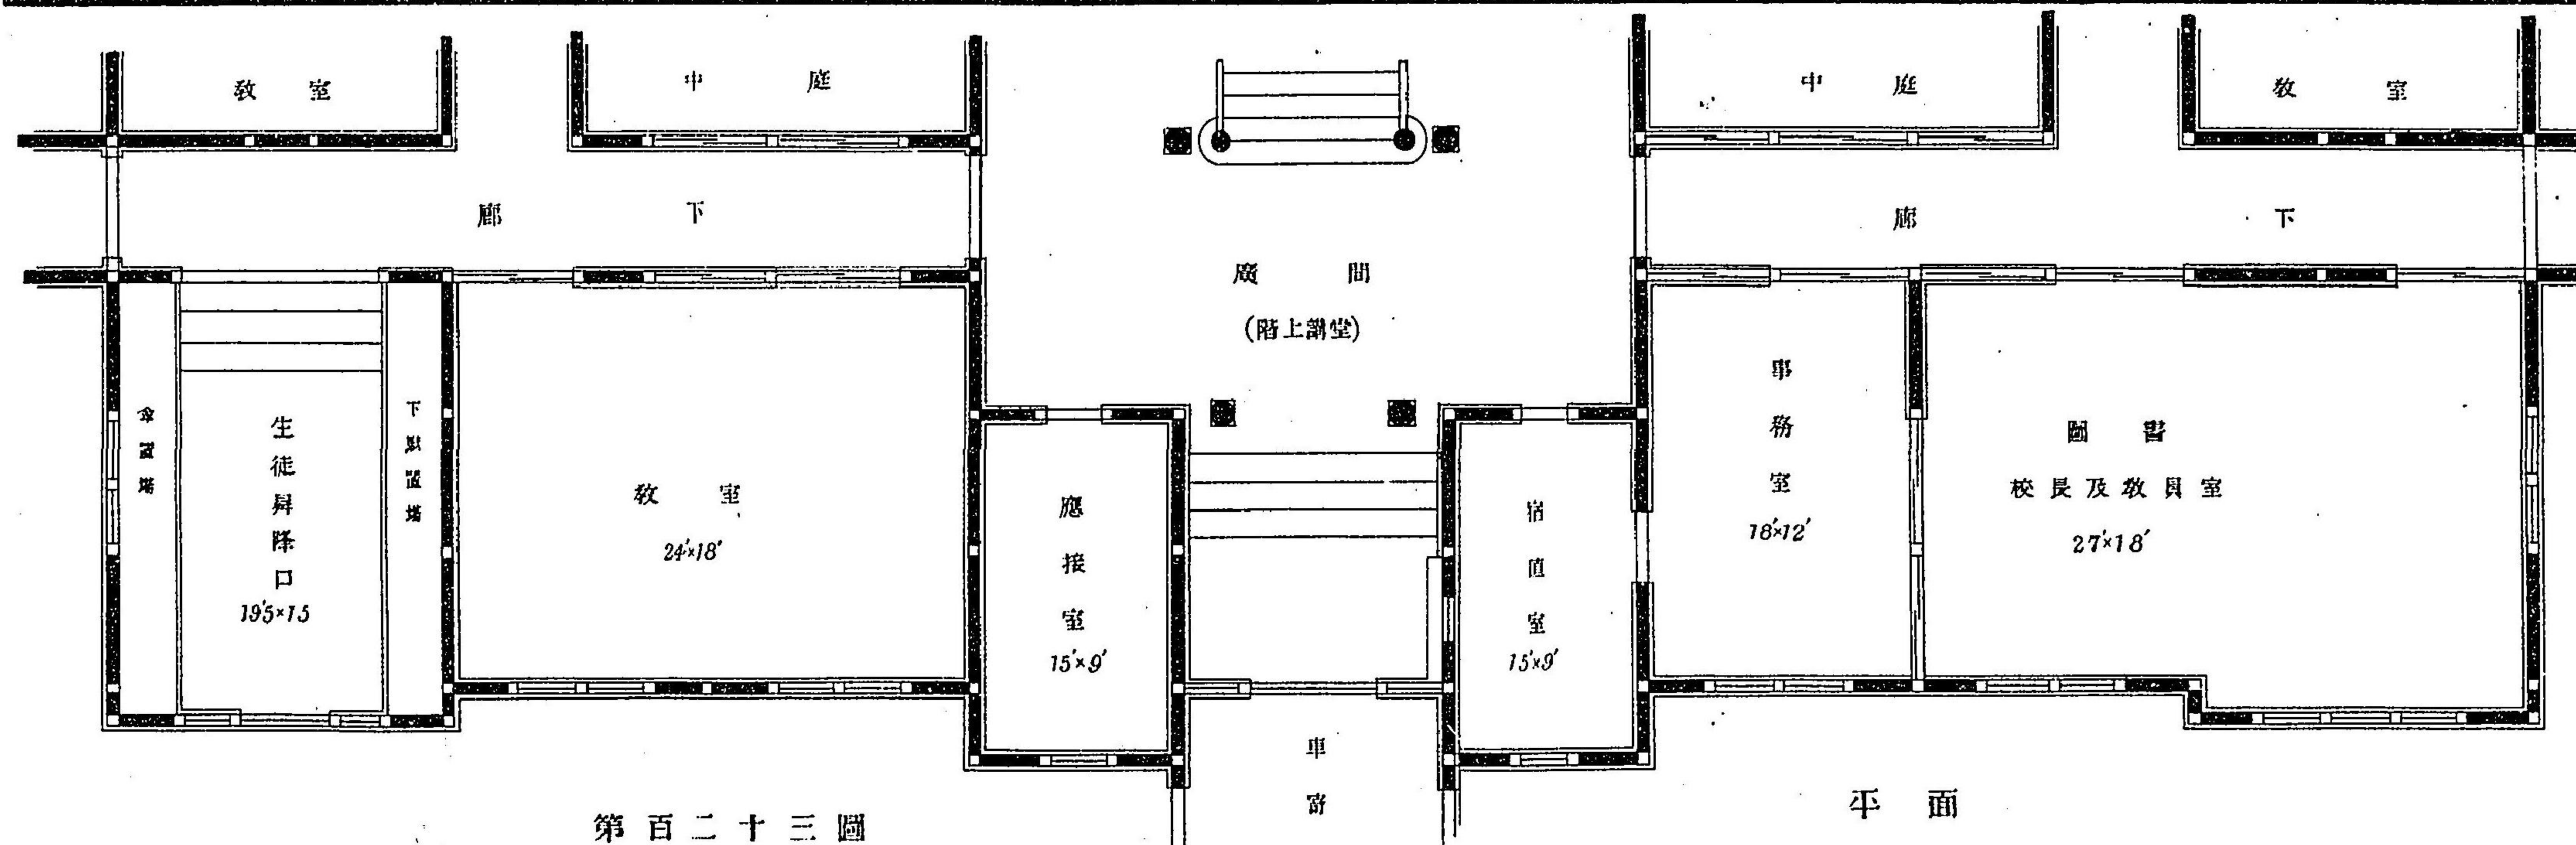 教室
中庭
中庭
教室
廊下
廊下
廣間
(階上講堂)
傘置場
生徒昇降口
19'5×15
下駄置場
教室
24'×18'
應接室
15'×9'
宿直室
15'×9'
事務室
18'×12'
圖書
校長及教員室
27'×18'
車寄
第百二十三圖
平面